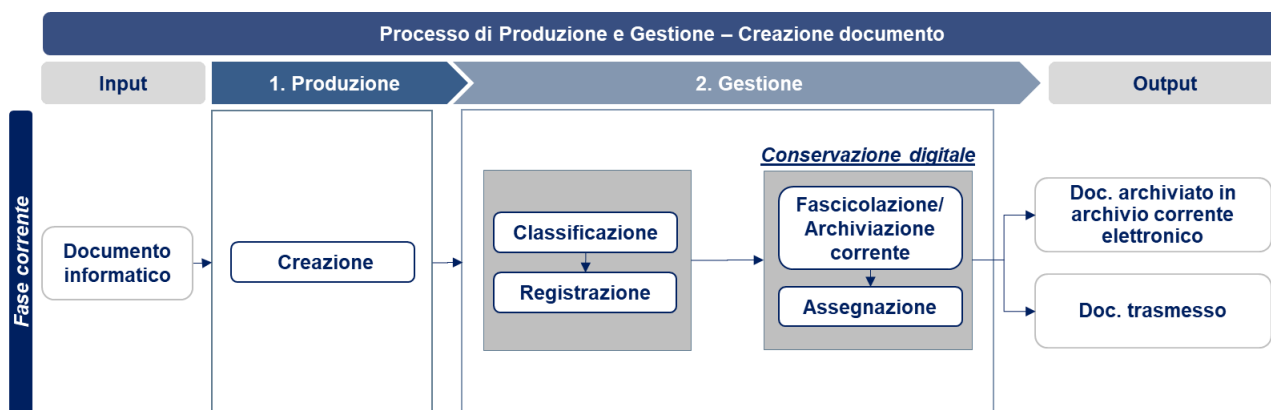 Processo di Produzione e Gestione – Creazione documento
Input
1. Produzione
2. Gestione
Output
Fase corrente
Documento
informatico
Creazione
Classificazione
Registrazione
Conservazione digitale
Fascicolazione/
Archiviazione
corrente
Assegnazione
Doc. archiviato in
archivio corrente
elettronico
Doc. trasmesso